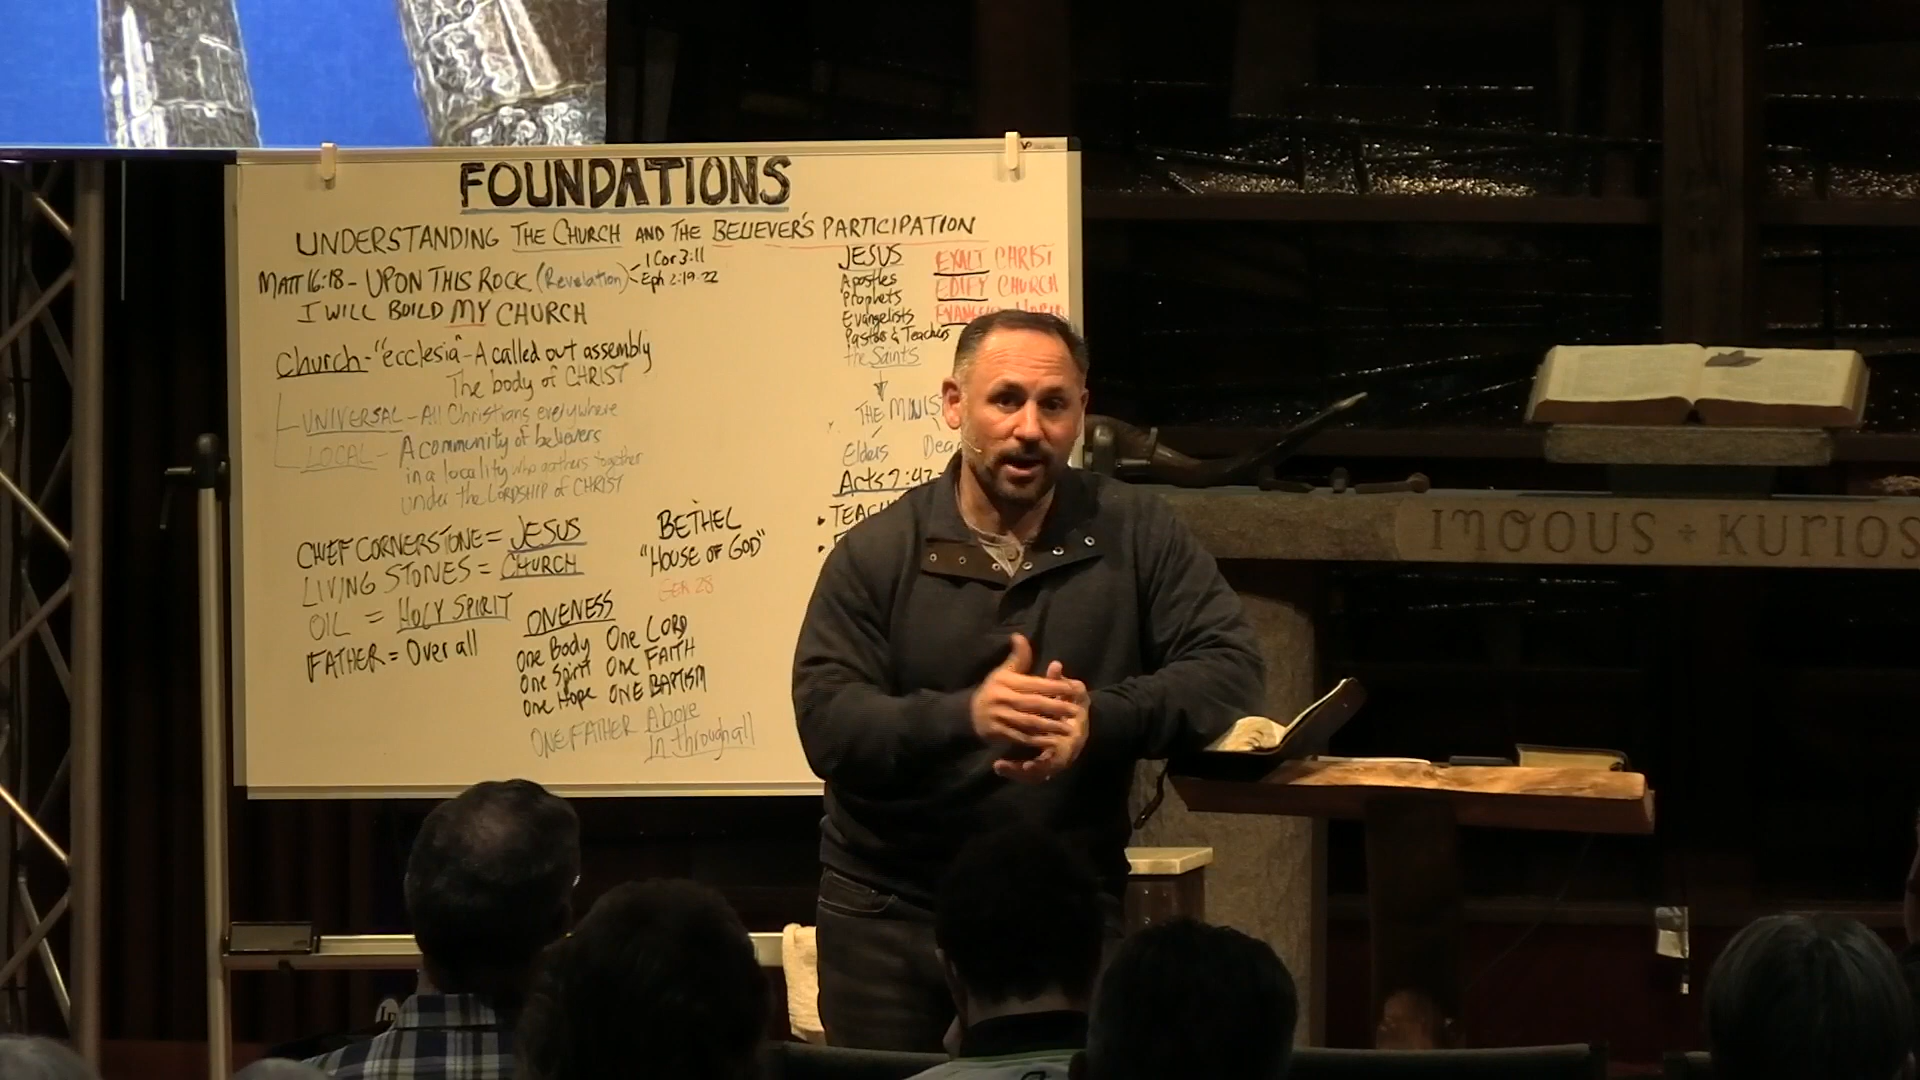 FOUNDATIONS
UNDERSTANDING THE CHURCH AND THE BELIEVER'S PARTICIPATION
MATT 16:18 - UPON THIS ROCK (Revelation)
1 Cor 3:11
Eph 2:19-22
I WILL BUILD MY CHURCH
Church - "ecclesia" - A called out assembly
The body of CHRIST
UNIVERSAL - All Christians everywhere
LOCAL - A community of believers
in a locality who gathers together
under the LORDSHIP of CHRIST
CHIEF CORNERSTONE = JESUS
LIVING STONES = CHURCH
OIL = HOLY SPIRIT
FATHER = Over all
BETHEL
"HOUSE OF GOD"
GEN 28
ONENESS
One Body One LORD
One Spirit One FAITH
One Hope ONE BAPTISM
ONE FATHER Above
In through all
JESUS
Apostles
Prophets
Evangelists
Pastors & Teachers
the Saints
EXALT CHRIST
EDIFY CHURCH
THE
Elders
Acts 2:42
IHOOUS + KURIOS